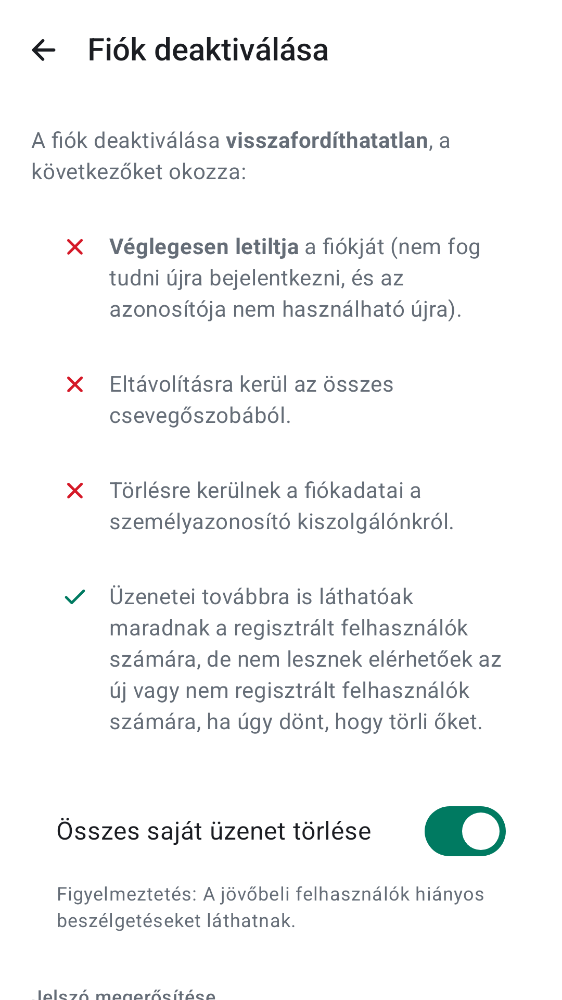 Fiók deaktiválása
A fiók deaktiválása visszafordíthatatlan, a
következőket okozza:
Véglegesen letiltja a fiókját (nem fog
tudni újra bejelentkezni, és az
azonosítója nem használható újra).
Eltávolításra kerül az összes
csevegőszobából.
Törlésre kerülnek a fiókadatai a
személyazonosító kiszolgálónkról.
Üzenetei továbbra is láthatóak
maradnak a regisztrált felhasználók
számára, de nem lesznek elérhetőek az
új vagy nem regisztrált felhasználók
számára, ha úgy dönt, hogy törli őket.
Összes saját üzenet törlése
Figyelmeztetés: A jövőbeli felhasználók hiányos
beszélgetéseket láthatnak.
Jelszó megerősítése